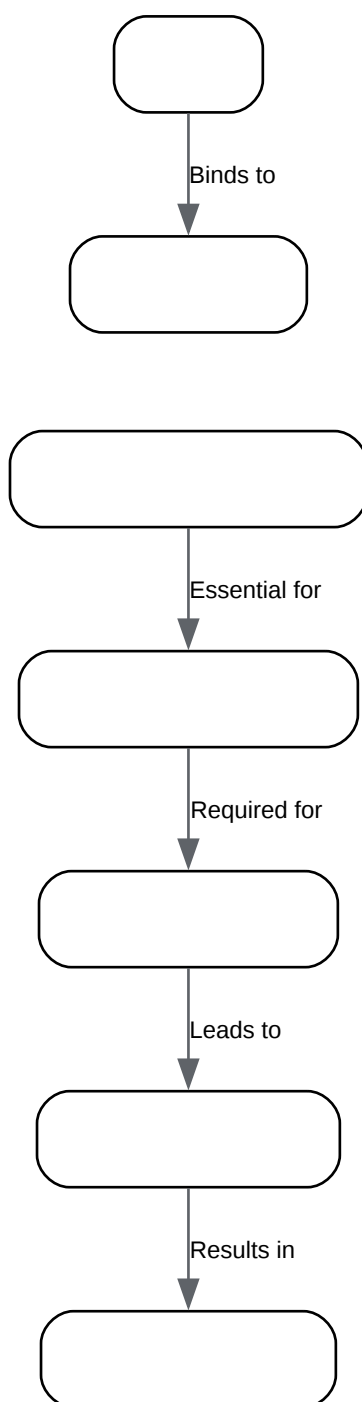 Binds to
Essential for
Required for
Leads to
Results in